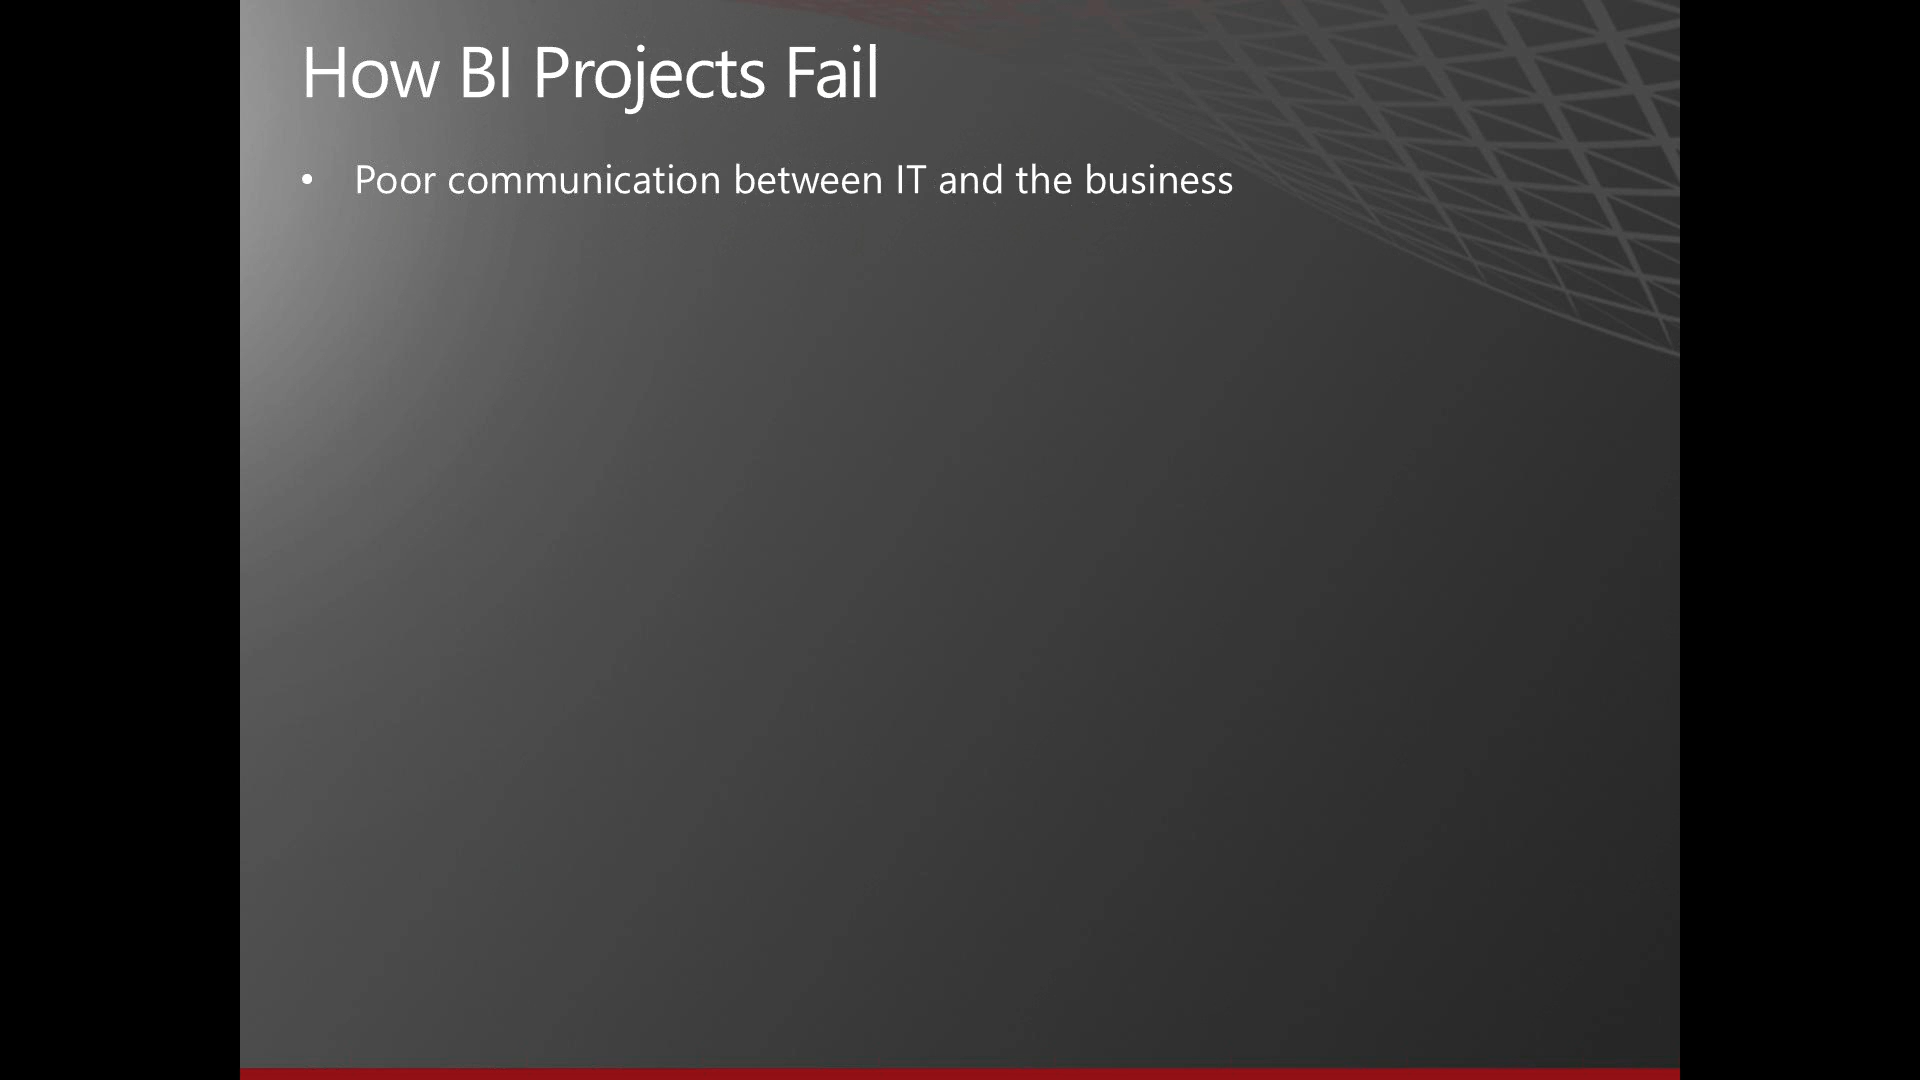 How BI Projects Fail
• Poor communication between IT and the business